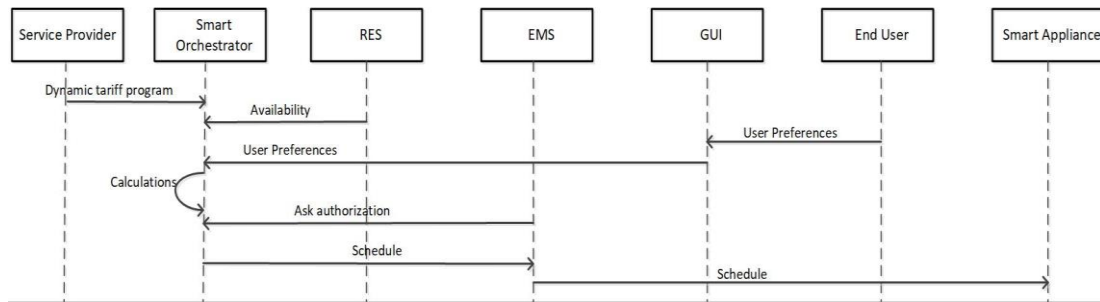 Service Provider
Smart
Orchestrator
RES
EMS
GUI
End User
Smart Appliance
Dynamic tariff program
Availability
User Preferences
User Preferences
Calculations
Ask authorization
Schedule
Schedule